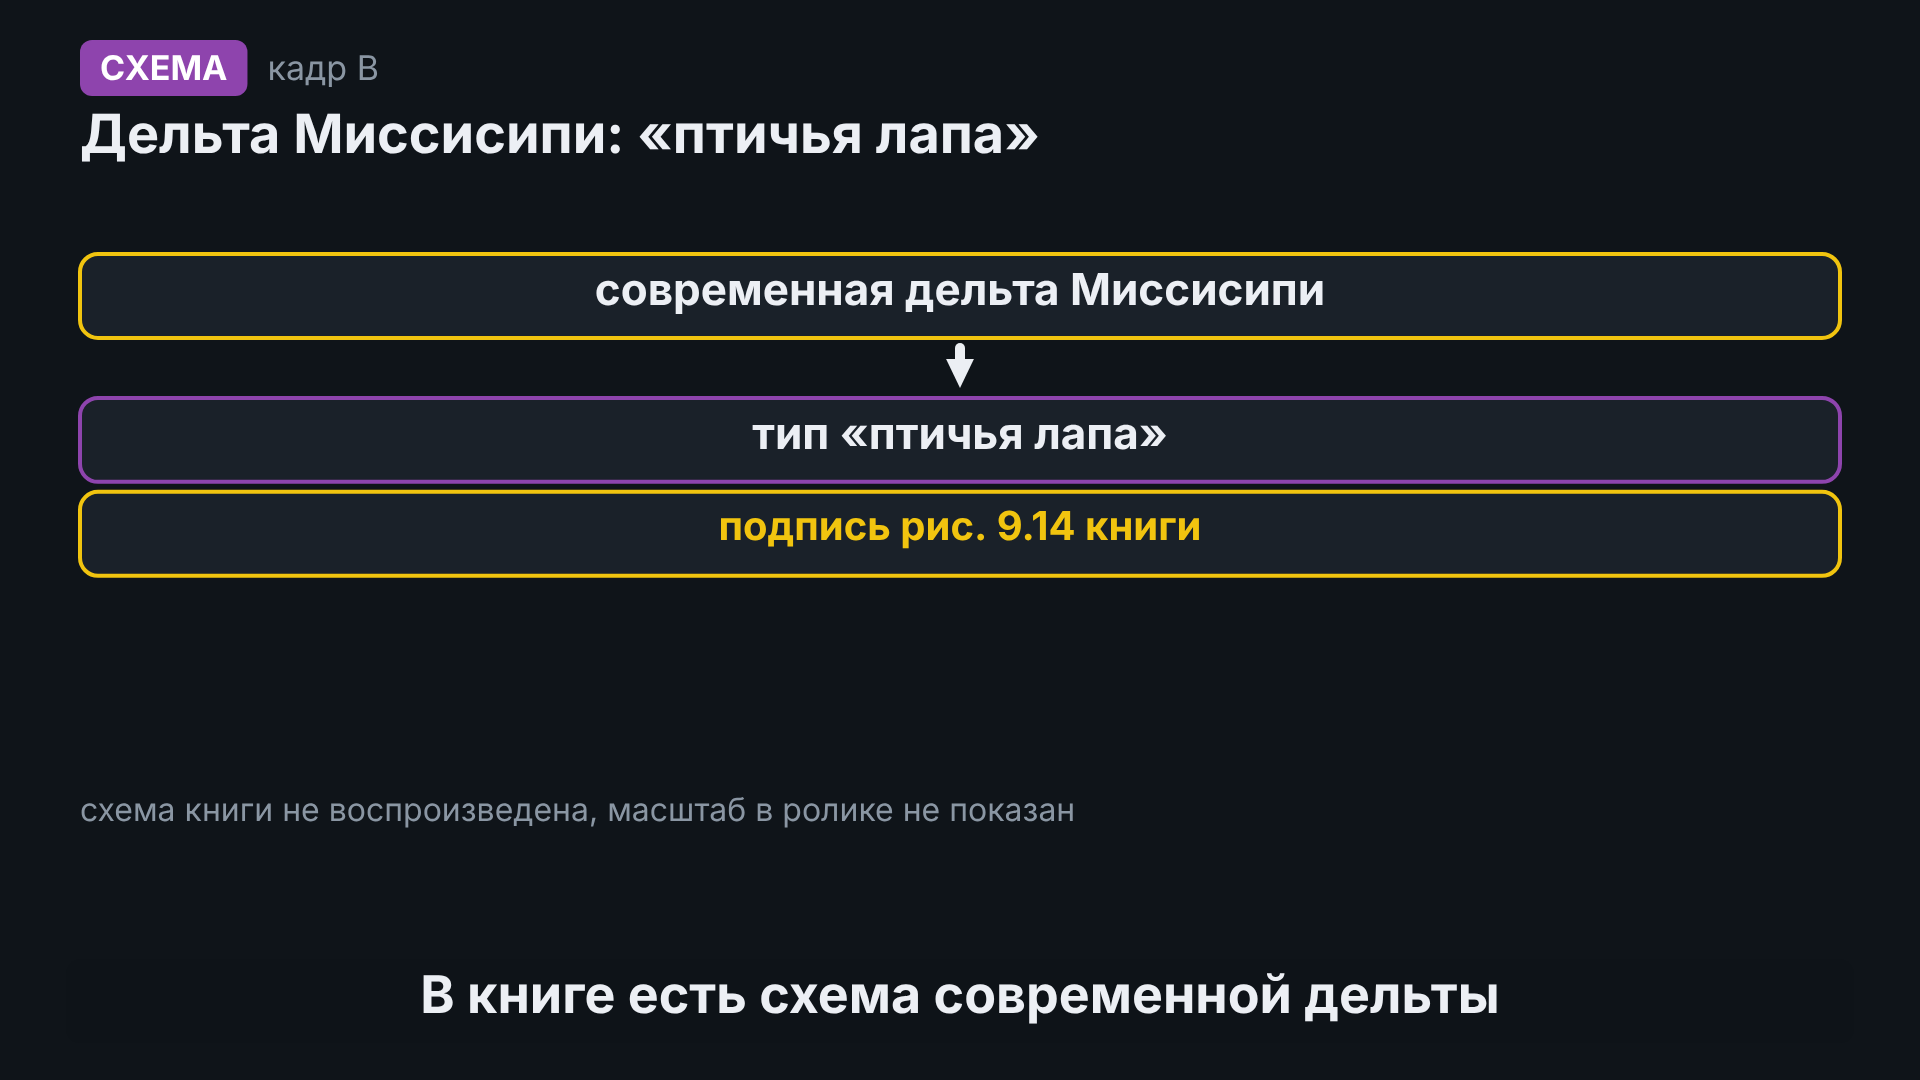 СХЕМА кадр В
Дельта Миссисипи: «птичья лапа»
современная дельта Миссисипи
тип «птичья лапа»
подпись рис. 9.14 книги
схема книги не воспроизведена, масштаб в ролике не показан
В книге есть схема современной дельты